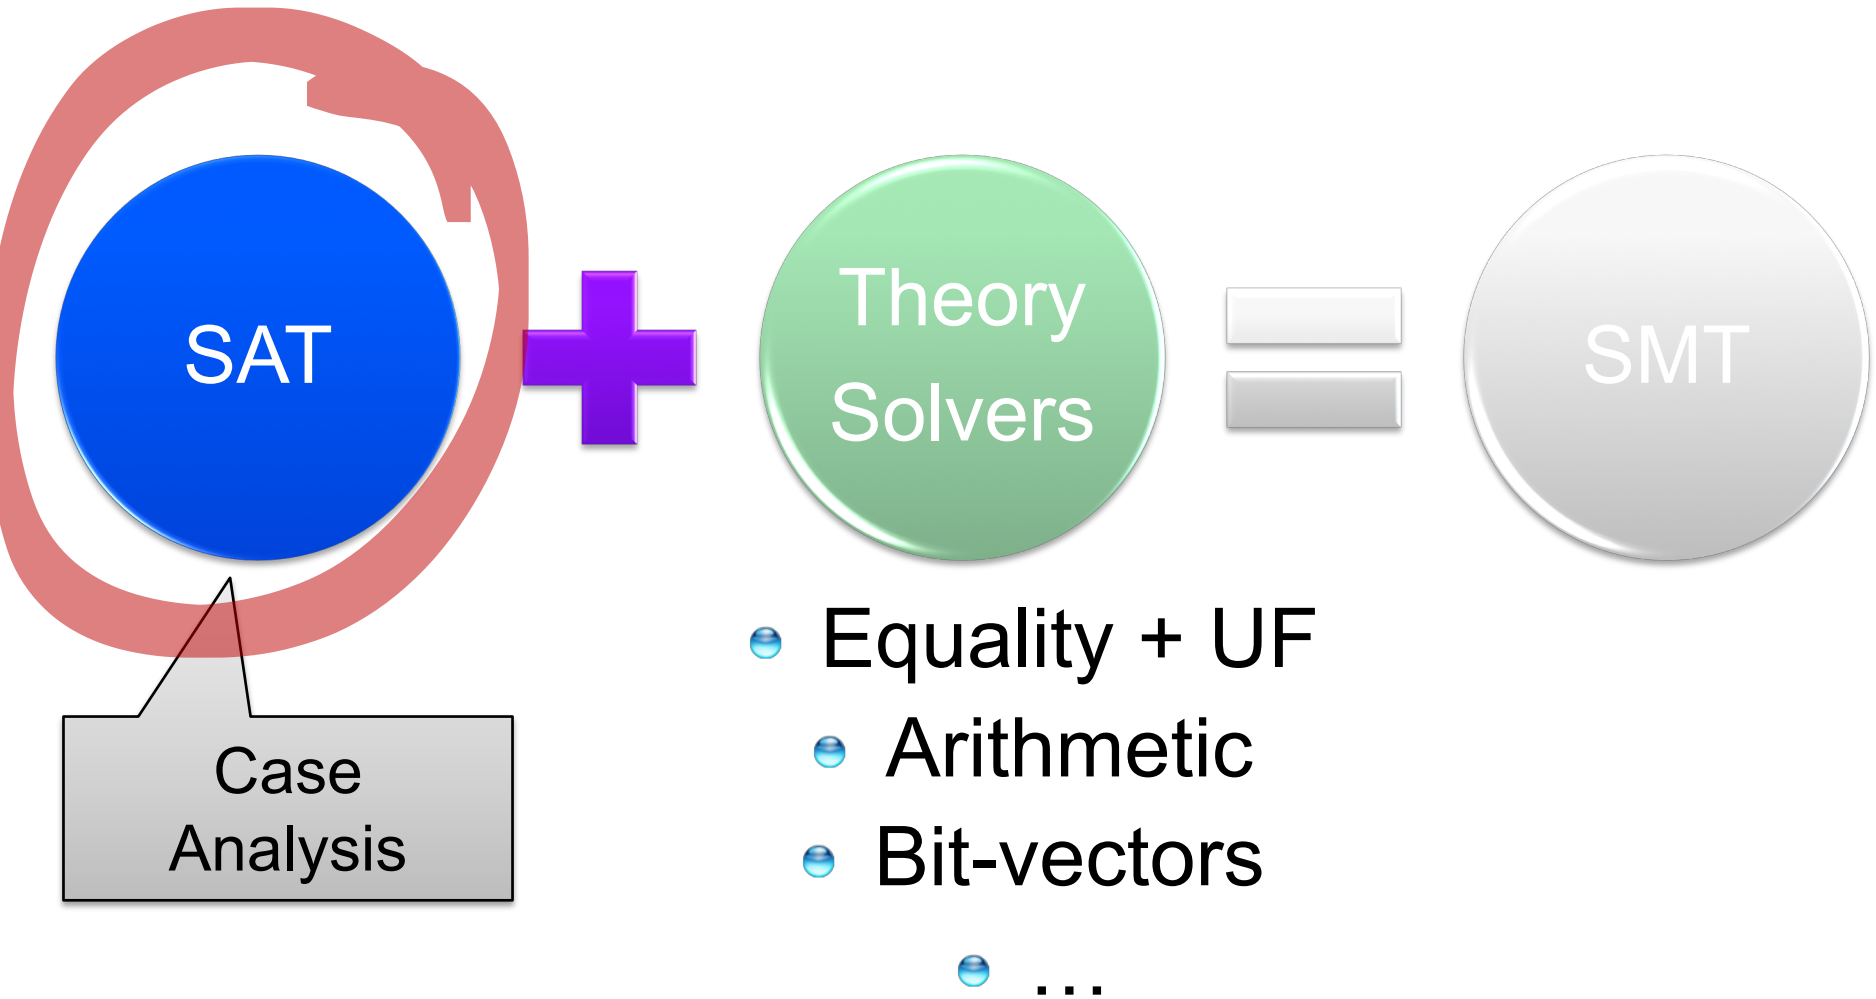 SAT
Theory
Solvers
SMT
Case
Analysis
Equality + UF
Arithmetic
Bit-vectors
…